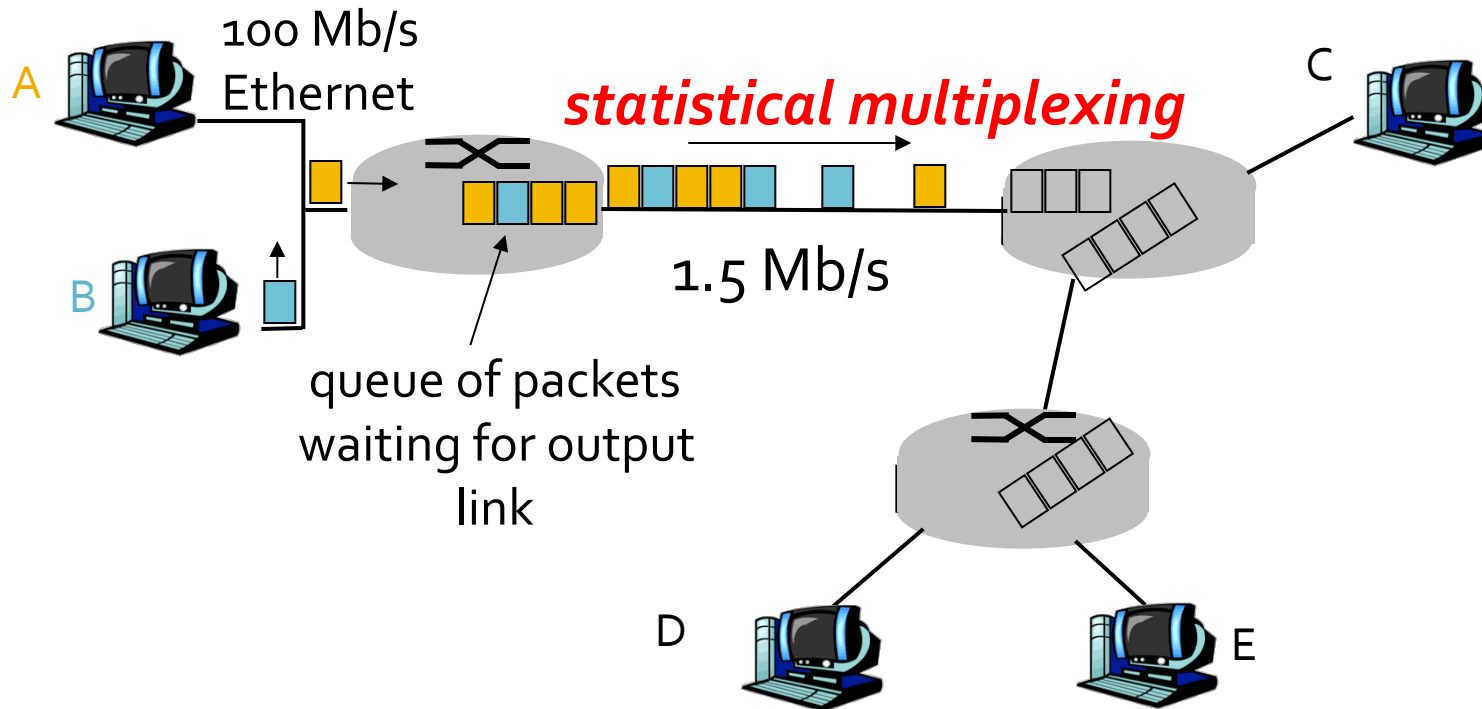 100 Mb/s
Ethernet
A
statistical multiplexing
C
B
1.5 Mb/s
queue of packets
waiting for output
link
D
E